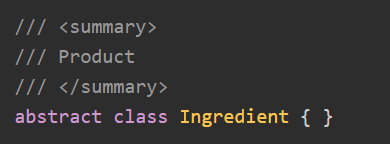 /// <summary>
/// Product
/// </summary>
abstract class Ingredient { }